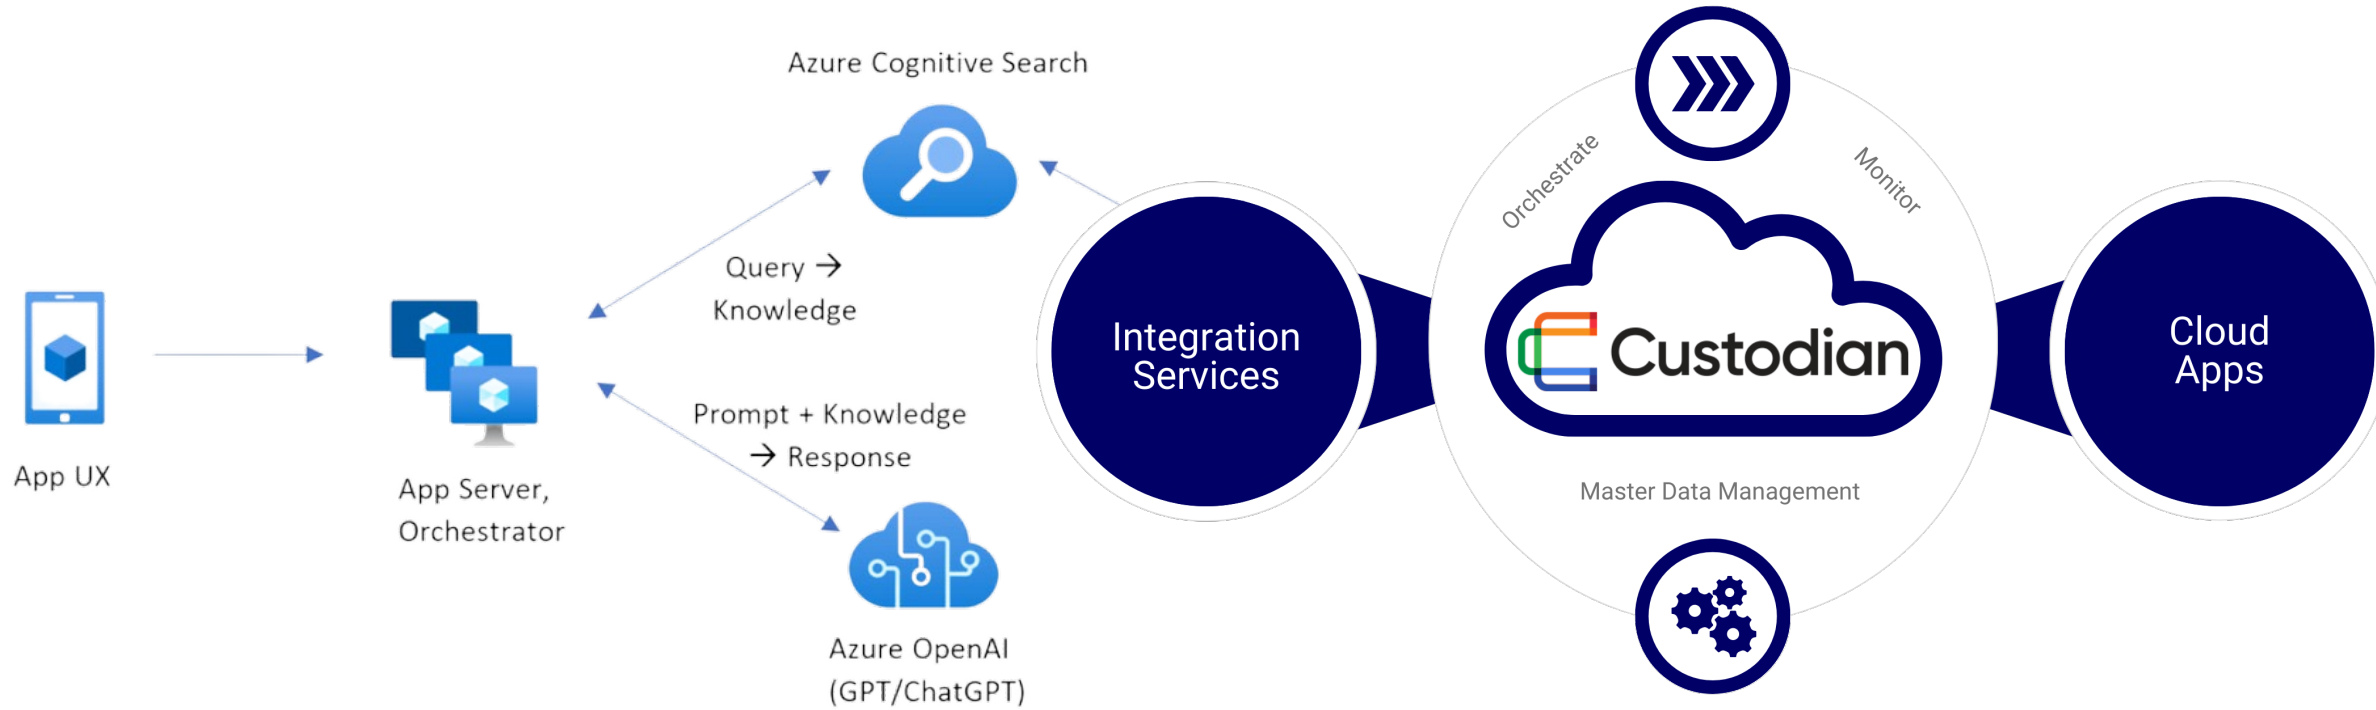 Azure Cognitive Search
Query →
Knowledge
Prompt + Knowledge
→ Response
App UX
App Server,
Orchestrator
Azure OpenAI
(GPT/ChatGPT)
Integration
Services
Orchestrate
Monitor
Custodian
Master Data Management
Cloud
Apps